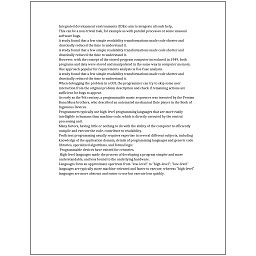 Integrated development environments (IDEs) aim to integrate all such help.
This can be a non-trivial task, for example as with parallel processes or some unusual
software bugs.
A study found that a few simple readability transformations made code shorter and
drastically reduced the time to understand it.
A study found that a few simple readability transformations made code shorter and
drastically reduced the time to understand it.
However, with the concept of the stored-program computer introduced in 1949, both
programs and data were stored and manipulated in the same way in computer memory.
One approach popular for requirements analysis is Use Case analysis.
A study found that a few simple readability transformations made code shorter and
drastically reduced the time to understand it.
When debugging the problem in a GUI, the programmer can try to skip some user
interaction from the original problem description and check if remaining actions are
sufficient for bugs to appear.
As early as the 9th century, a programmable music sequencer was invented by the Persian
Banu Musa brothers, who described an automated mechanical flute player in the Book of
Ingenious Devices.
Programmers typically use high-level programming languages that are more easily
intelligible to humans than machine code, which is directly executed by the central
processing unit.
Many factors, having little or nothing to do with the ability of the computer to efficiently
compile and execute the code, contribute to readability.
Proficient programming usually requires expertise in several different subjects, including
knowledge of the application domain, details of programming languages and generic code
libraries, specialized algorithms, and formal logic.
Programmable devices have existed for centuries.
High-level languages made the process of developing a program simpler and more
understandable, and less bound to the underlying hardware.
Languages form an approximate spectrum from "low-level" to "high-level"; "low-level"
languages are typically more machine-oriented and faster to execute, whereas "high-level"
languages are more abstract and easier to use but execute less quickly.